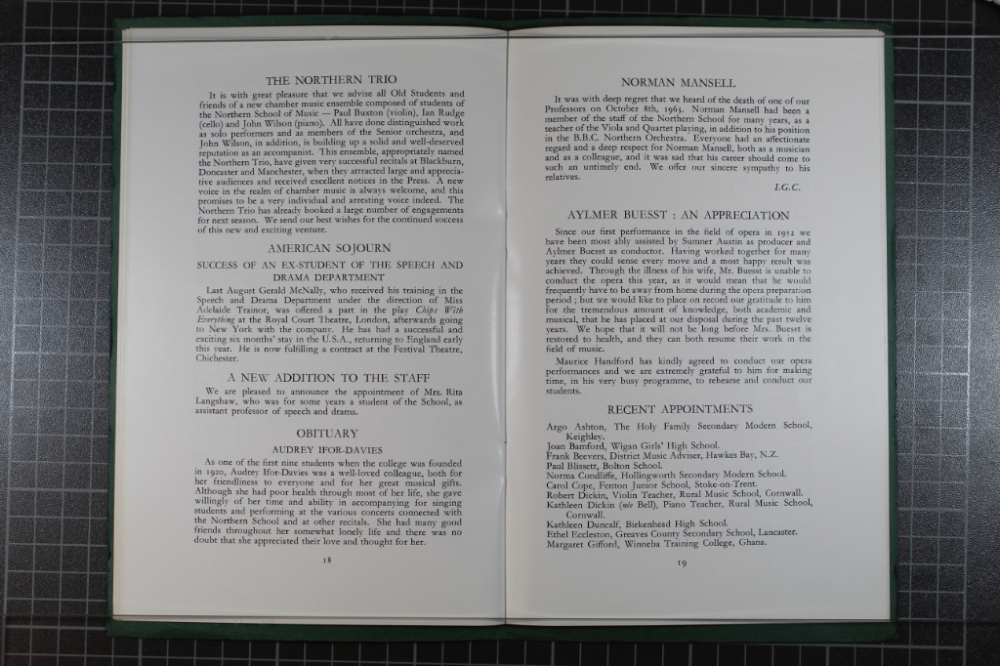 THE NORTHERN TRIO
It is with great pleasure that we advise all Old Students and
friends of a new chamber music ensemble composed of students of
the Northern School of Music — Paul Buxton (violin), Ian Rudge
(cello) and John Wilson (piano). All have done distinguished work
as solo performers and as members of the Senior orchestra, and
John Wilson, in addition, is building up a solid and well-deserved
reputation as an accompanist. This ensemble, appropriately named
the Northern Trio, have given very successful recitals at Blackburn,
Doncaster and Manchester, when they attracted large and apprecia-
tive audiences and received excellent notices in the Press. A new
voice in the realm of chamber music is always welcome, and this
promises to be a very individual and arresting voice indeed. The
Northern Trio has already booked a large number of engagements
for next season. We send our best wishes for the continued success
of this new and exciting venture.
AMERICAN SOJOURN
SUCCESS OF AN EX-STUDENT OF THE SPEECH AND
DRAMA DEPARTMENT
Last August Gerald McNally, who received his training in the
Speech and Drama Department under the direction of Miss
Adelaide Trainor, was offered a part in the play Chips With
Everything at the Royal Court Theatre, London, afterwards going
to New York with the company. He has had a successful and
exciting six months' stay in the U.S.A., returning to England early
this year. He is now fulfilling a contract at the Festival Theatre,
Chichester.
A NEW ADDITION TO THE STAFF
We are pleased to announce the appointment of Mrs. Rita
Langshaw, who was for some years a student of the School, as
assistant professor of speech and drama.
OBITUARY
AUDREY IFOR-DAVIES
As one of the first nine students when the college was founded
in 1920, Audrey Ifor-Davies was a well-loved colleague, both for
her friendliness to everyone and for her great musical gifts.
Although she had poor health through most of her life, she gave
willingly of her time and ability in accompanying for singing
students and performing at the various concerts connected with
the Northern School and at other recitals. She had many good
friends throughout her somewhat lonely life and there was no
doubt that she appreciated their love and thought for her.
18
NORMAN MANSELL
It was with deep regret that we heard of the death of one of our
Professors on October 8th, 1963. Norman Mansell had been a
member of the staff of the Northern School for many years, as a
teacher of the Viola and Quartet playing, in addition to his position
in the B.B.C. Northern Orchestra. Everyone had an affectionate
regard and a deep respect for Norman Mansell, both as a musician
and as a colleague, and it was sad that his career should come to
such an untimely end. We offer our sincere sympathy to his
relatives.
I.G.C.
AYLMER BUESST : AN APPRECIATION
Since our first performance in the field of opera in 1952 we
have been most ably assisted by Sumner Austin as producer and
Aylmer Buesst as conductor. Having worked together for many
years they could sense every move and a most happy result was
achieved. Through the illness of his wife, Mr. Buesst is unable to
conduct the opera this year, as it would mean that he would
frequently have to be away from home during the opera preparation
period ; but we would like to place on record our gratitude to him
for the tremendous amount of knowledge, both academic and
musical, that he has placed at our disposal during the past twelve
years. We hope that it will not be long before Mrs. Buesst is
restored to health, and they can both resume their work in the
field of music.
Maurice Handford has kindly agreed to conduct our opera
performances and we are extremely grateful to him for making
time, in his very busy programme, to rehearse and conduct our
students.
RECENT APPOINTMENTS
Argo Ashton, The Holy Family Secondary Modern School,
Keighley.
Joan Bamford, Wigan Girls' High School.
Frank Beevers, District Music Adviser, Hawkes Bay, N.Z.
Paul Blissett, Bolton School.
Norma Condliffe, Hollingworth Secondary Modern School.
Carol Cope, Fenton Junior School, Stoke-on-Trent.
Robert Dickin, Violin Teacher, Rural Music School, Cornwall.
Kathleen Dickin (née Bell), Piano Teacher, Rural Music School,
Cornwall.
Kathleen Duncalf, Birkenhead High School.
Ethel Eccleston, Greaves County Secondary School, Lancaster.
Margaret Gifford, Winneba Training College, Ghana.
19